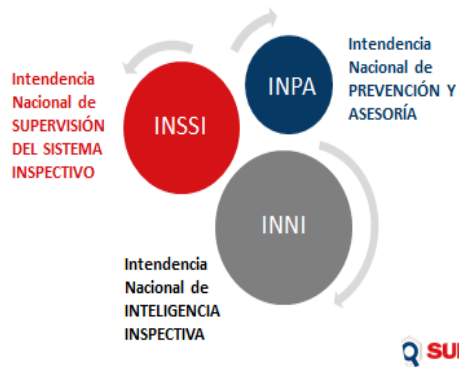 Intendencia
Nacional de
SUPERVISIÓN
DEL SISTEMA
INSPECTIVO
INSSI
INPA
Intendencia
Nacional de
PREVENCIÓN Y
ASESORÍA
INNI
Intendencia
Nacional de
INTELIGENCIA
INSPECTIVA